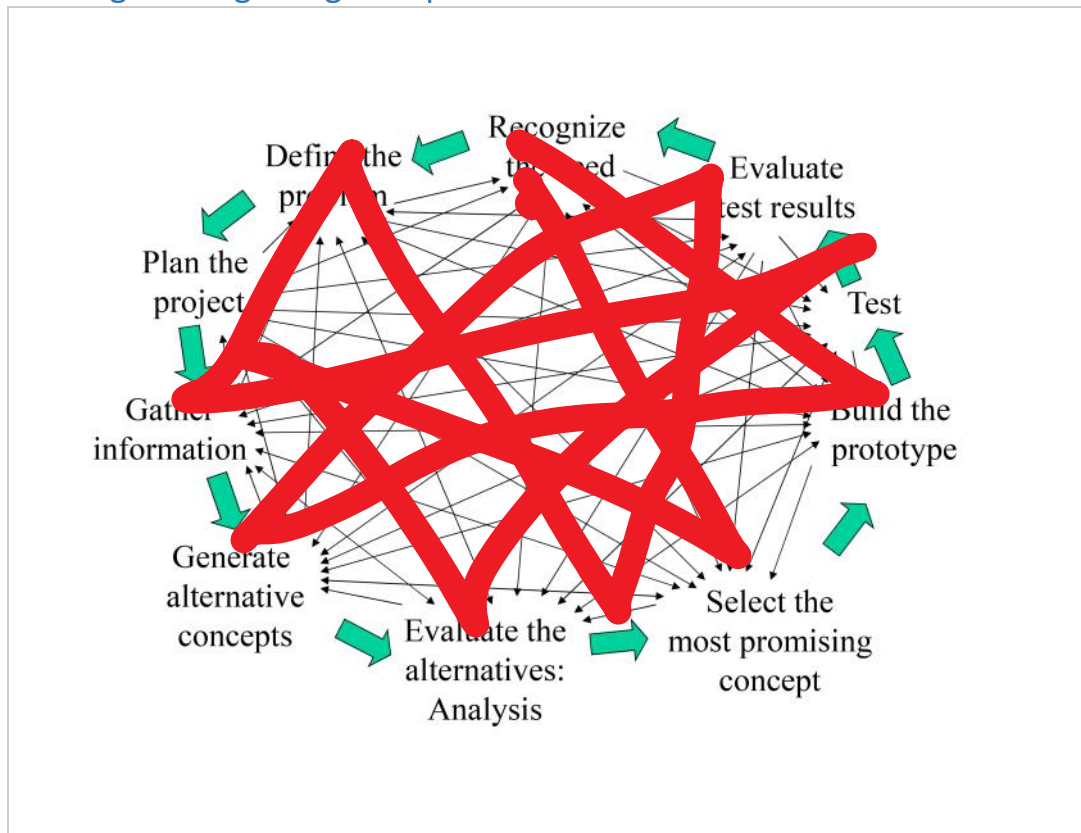 Recognize
the
Define the
Evaluate
test results
Plan the
project
Test
Gather
information
Build the
prototype
Generate
alternative
concepts
Evaluate the
alternatives:
Analysis
Select the
most promising
concept